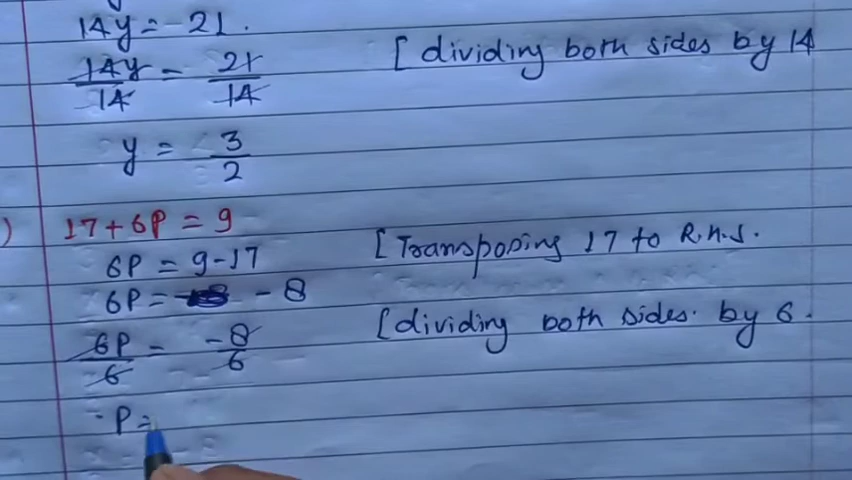 14y = -21.
14y/14 = 21/14 [dividing both sides by 14
y = 3/2
) 17+6P = 9
6P = 9-17 [Transposing 17 to R.H.S.
6P = -8
6P/6 = -8/6 [dividing both sides. by 6.
P =